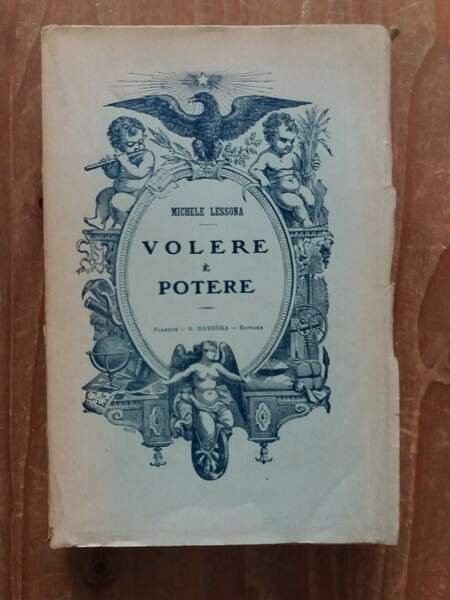 MICHELE LESSONA
VOLERE
È
POTERE
FIRENZE — G. BARBÈRA — EDITORE